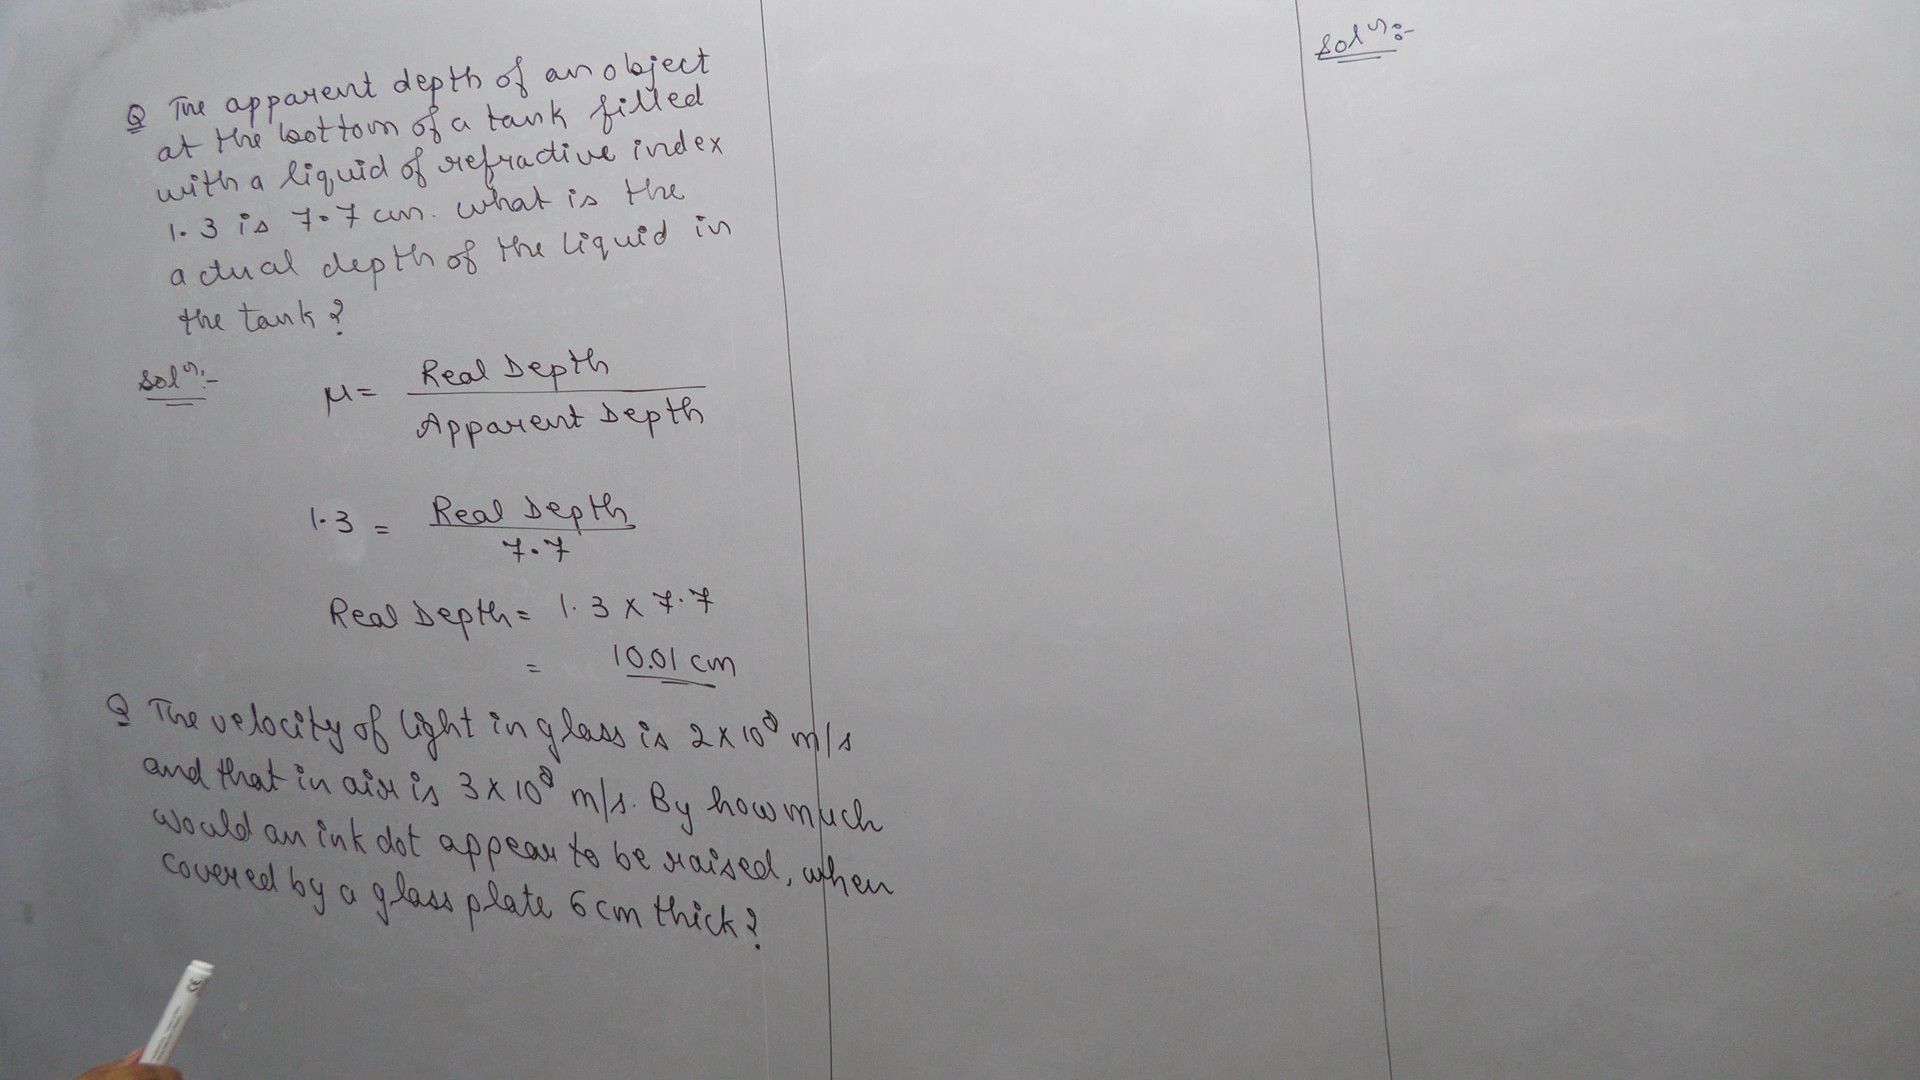 Q The apparent depth of an object
at the bottom of a tank filled
with a liquid of refractive index
1.3 is 7.7 cm. what is the
actual depth of the liquid in
the tank?
Solⁿ:-
μ = Real Depth
Apparent Depth
1.3 = Real Depth
7.7
Real Depth = 1.3 x 7.7
= 10.01 cm
Q The velocity of light in glass is 2 x 10⁸ m/s
and that in air is 3 x 10⁸ m/s. By how much
would an ink dot appear to be raised, when
covered by a glass plate 6 cm thick?
Solⁿ:-